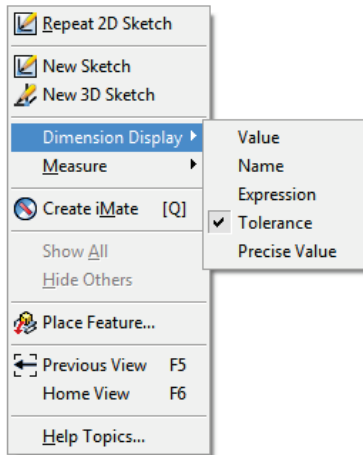 Repeat 2D Sketch
New Sketch
New 3D Sketch
Dimension Display
Measure
Create iMate [Q]
Show All
Hide Others
Place Feature...
Previous View F5
Home View F6
Help Topics...
Value
Name
Expression
Tolerance
Precise Value